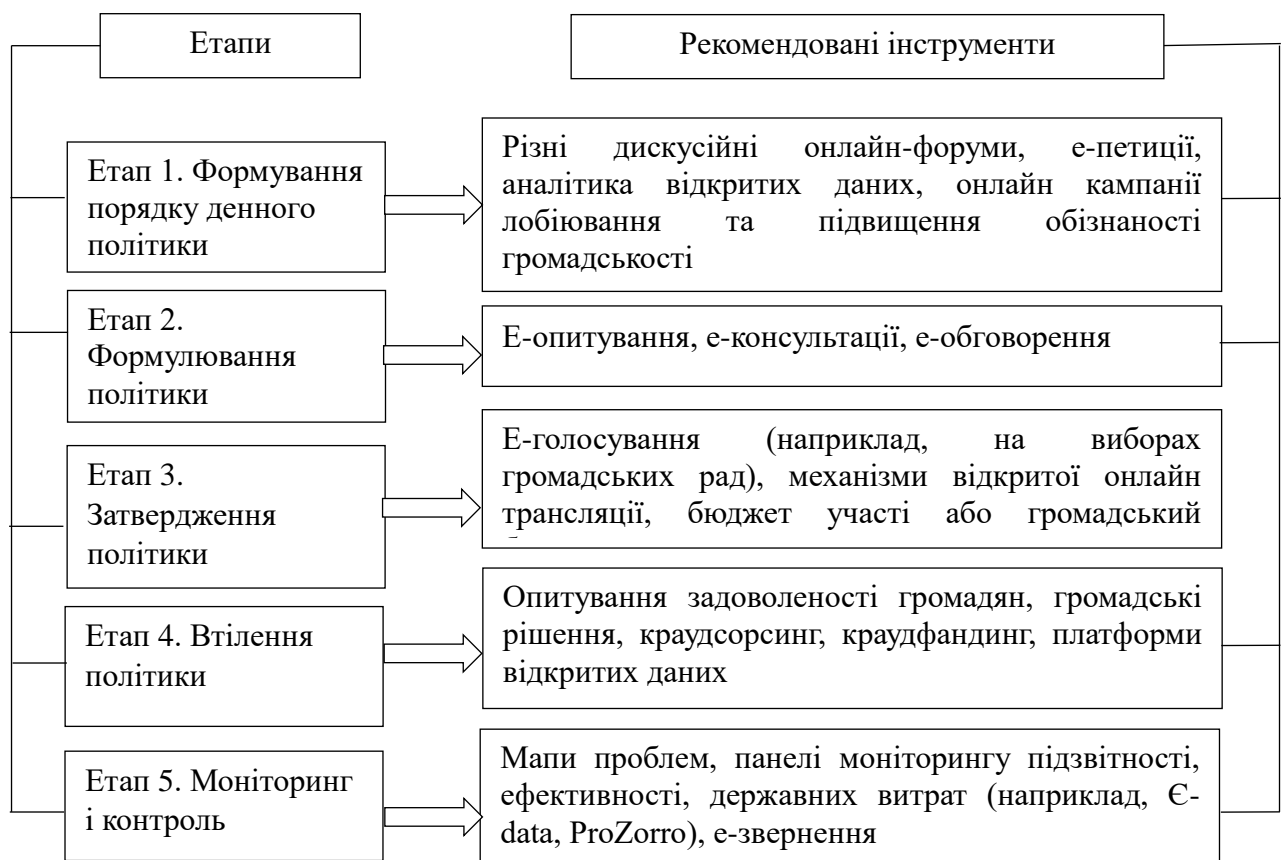 Етапи
Рекомендовані інструменти
Етап 1. Формування
порядку денного
політики
Різні дискусійні онлайн-форуми, е-петиції,
аналітика відкритих даних, онлайн кампанії
лобіювання та підвищення обізнаності
громадськості
Етап 2.
Формулювання
політики
Е-опитування, е-консультації, е-обговорення
Етап 3.
Затвердження
політики
Е-голосування (наприклад, на виборах
громадських рад), механізми відкритої онлайн
трансляції, бюджет участі або громадський
Етап 4. Втілення
політики
Опитування задоволеності громадян, громадські
рішення, краудсорсинг, краудфандинг, платформи
відкритих даних
Етап 5. Моніторинг
і контроль
Мапи проблем, панелі моніторингу підзвітності,
ефективності, державних витрат (наприклад, Є-
data, ProZorro), е-звернення